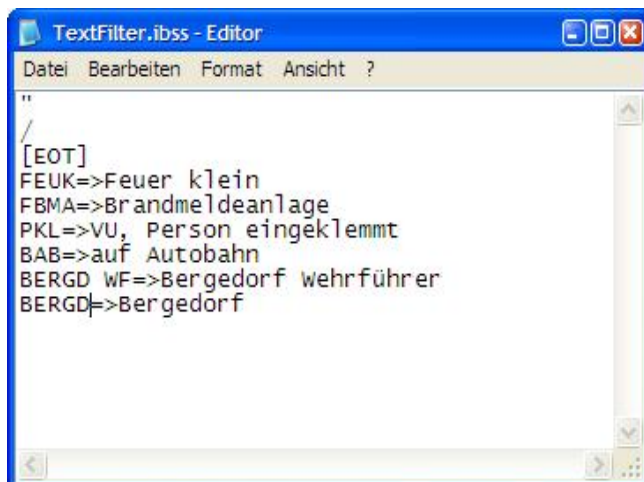 TextFilter.ibss - Editor
Datei Bearbeiten Format Ansicht ?
"
/
[EOT]
FEUK=>Feuer klein
FBMA=>Brandmeldeanlage
PKL=>VU, Person eingeklemmt
BAB=>auf Autobahn
BERGD WF=>Bergedorf Wehrführer
BERGD=>Bergedorf